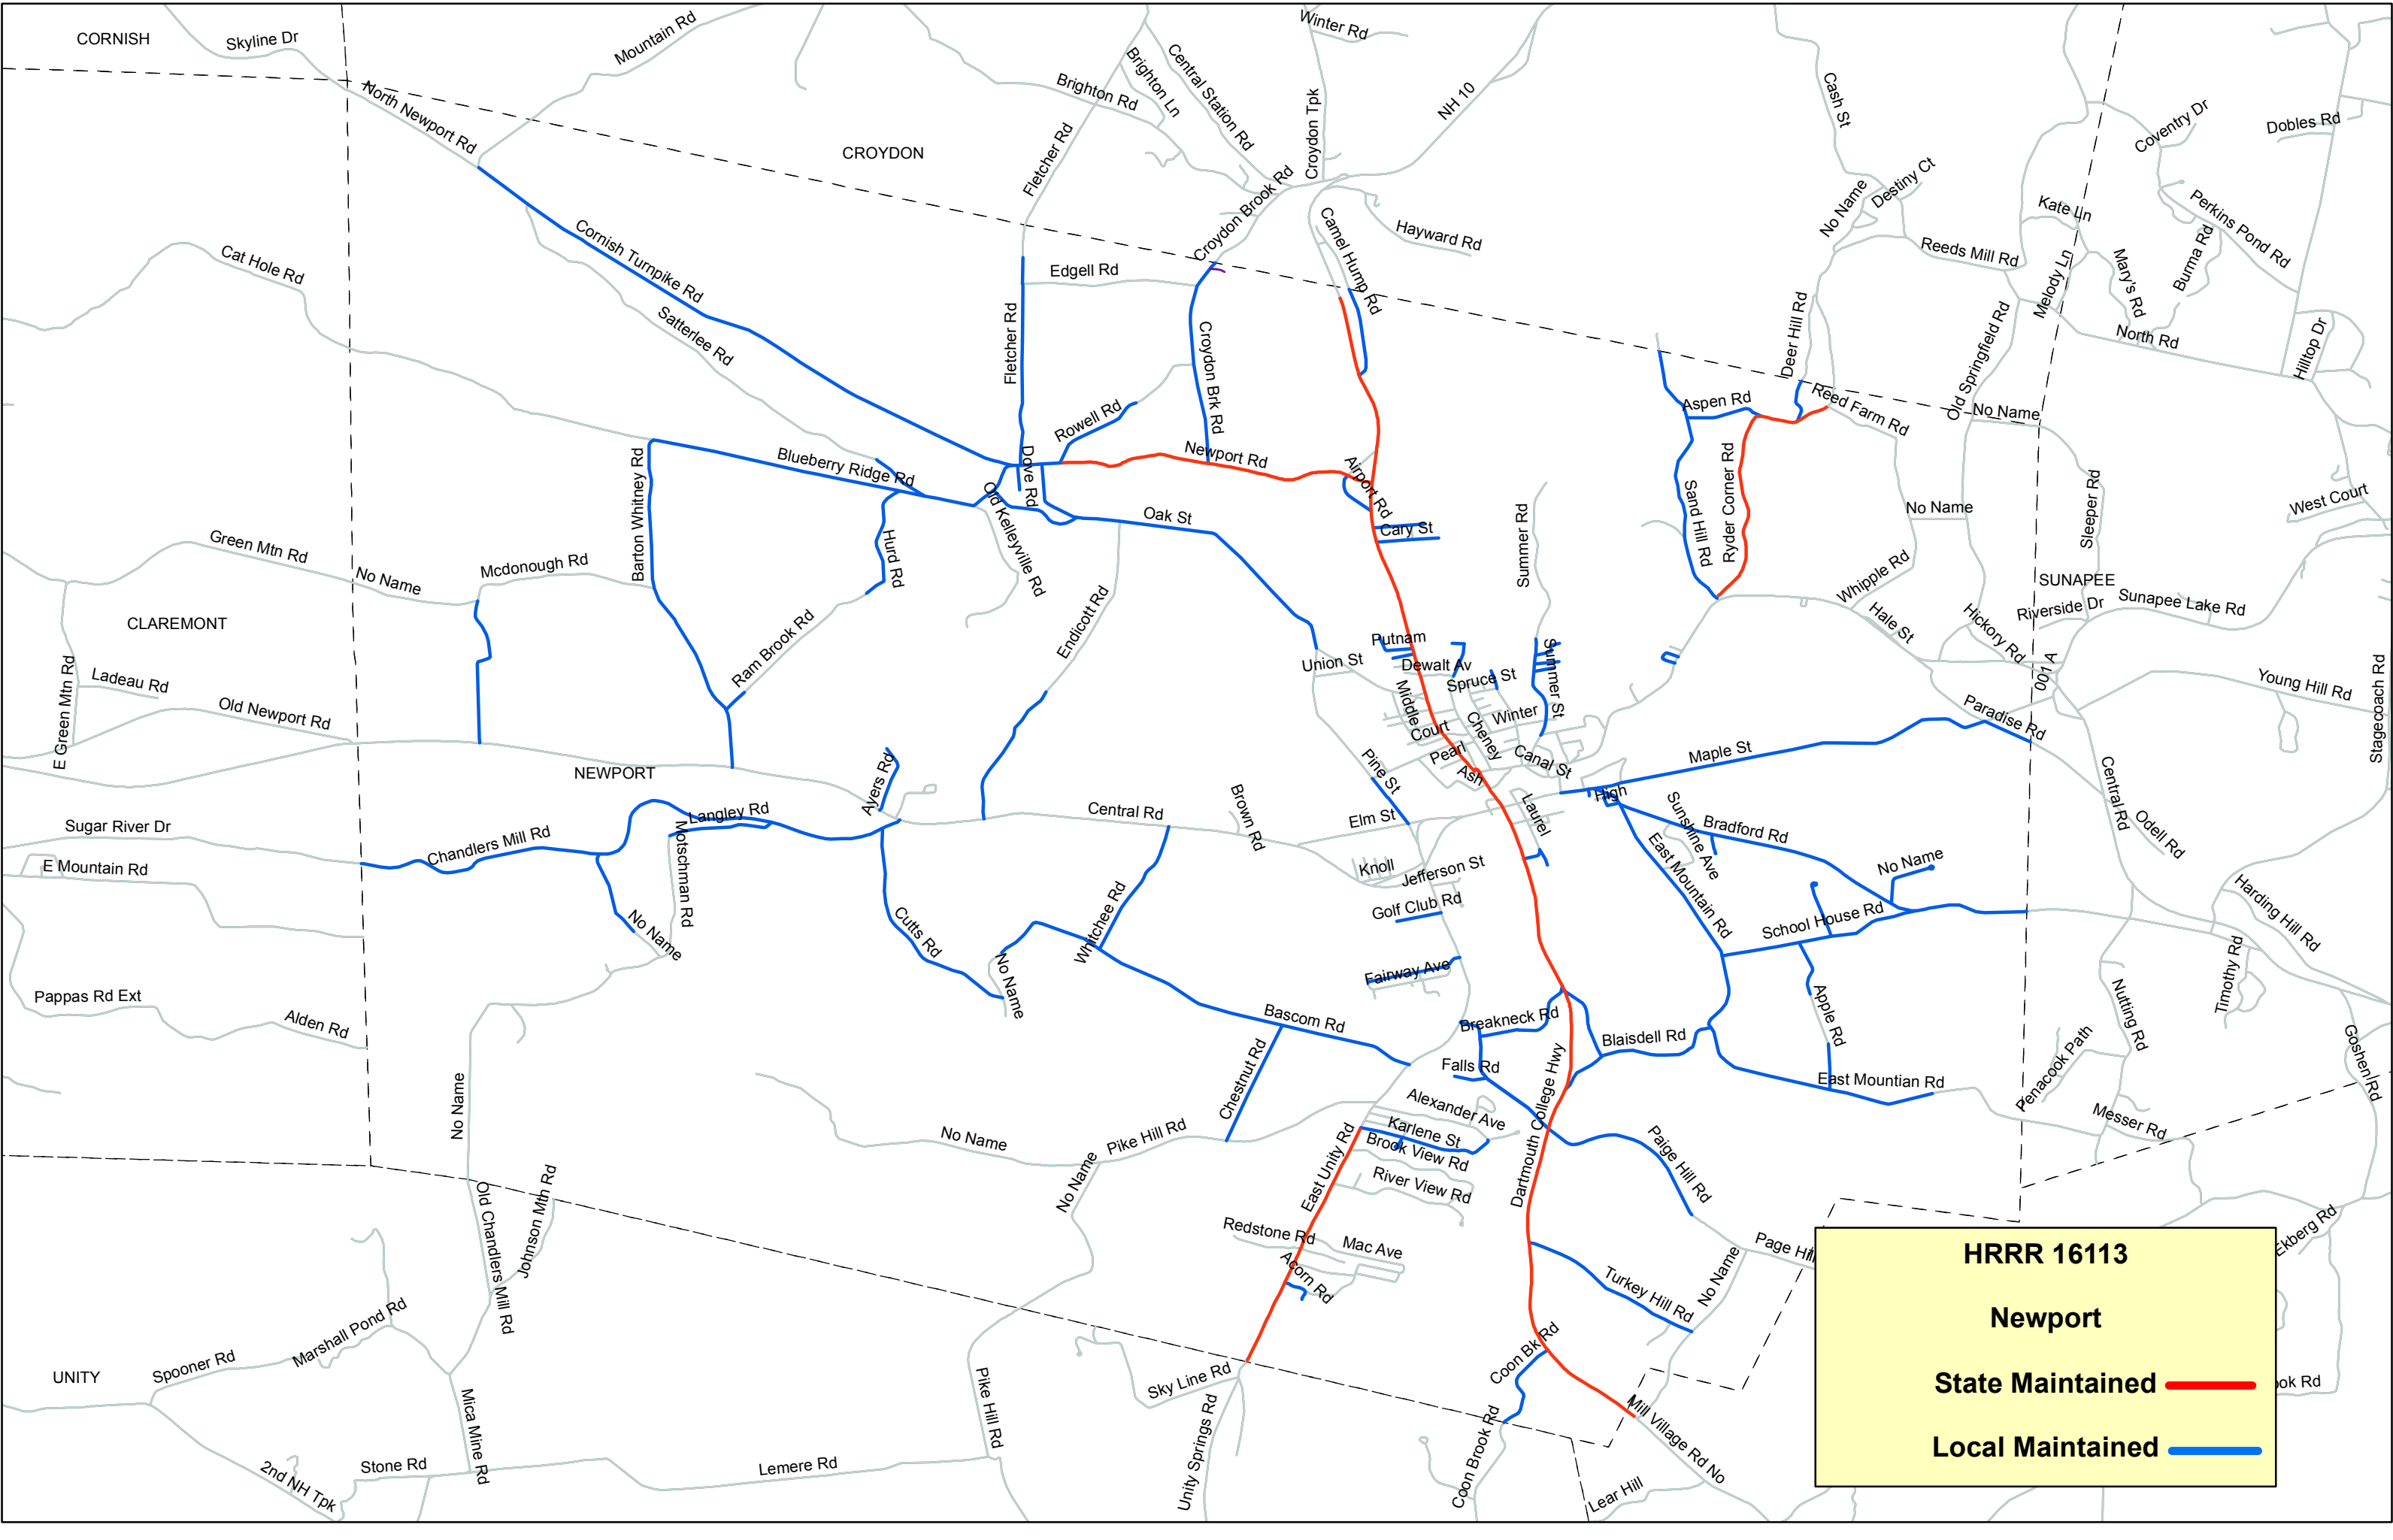 CORNISH
Skyline Dr
Mountain Rd
Winter Rd
North Newport Rd
Brighton Rd
Brighton Ln
Central Station Rd
Croydon Tpk
NH 10
Cash St
Coventry Dr
Dobles Rd
CROYDON
Fletcher Rd
Croydon Brook Rd
Camel Hump Rd
Hayward Rd
No Name
Destiny Ct
Kate Ln
Perkins Pond Rd
Reeds Mill Rd
Melody Ln
Mary's Rd
Burma Rd
Cat Hole Rd
Cornish Turnpike Rd
Edgell Rd
Satterlee Rd
Fletcher Rd
Croydon Brk Rd
Deer Hill Rd
Old Springfield Rd
North Rd
Hilltop Dr
Aspen Rd
Reed Farm Rd
No Name
Rowell Rd
Newport Rd
Barton Whitney Rd
Blueberry Ridge Rd
Dove Rd
Airport Rd
Ryder Corner Rd
Old Kelleyville Rd
Oak St
Cary St
Summer Rd
Sand Hill Rd
No Name
Sleeper Rd
West Court
Green Mtn Rd
No Name
Mcdonough Rd
Hurd Rd
Whipple Rd
SUNAPEE
Riverside Dr
Sunapee Lake Rd
CLAREMONT
Endicott Rd
Hale St
Hickory Rd
Ram Brook Rd
Putnam
Union St
Dewalt Av
Spruce St
Summer St
001 A
E Green Mtn Rd
Ladeau Rd
Old Newport Rd
Middle
Court
Cheney
Winter
Paradise Rd
Young Hill Rd
Stagecoach Rd
NEWPORT
Pine St
Pearl
Ash
Canal St
Maple St
Ayers Rd
Langley Rd
Central Rd
Brown Rd
Elm St
Laurel
High
Sunshine Ave
Bradford Rd
Central Rd
Odell Rd
Sugar River Dr
Chandlers Mill Rd
Motschman Rd
E Mountain Rd
Knoll
Jefferson St
East Mountain Rd
No Name
Golf Club Rd
School House Rd
Harding Hill Rd
No Name
Cutts Rd
Whitchee Rd
No Name
Fairway Ave
Timothy Rd
Pappas Rd Ext
Alden Rd
Bascom Rd
Breakneck Rd
Blaisdell Rd
Apple Rd
Nutting Rd
Goshen Rd
Falls Rd
Chestnut Rd
Dartmouth College Hwy
East Mountian Rd
Penacook Path
No Name
No Name
Pike Hill Rd
Alexander Ave
Karlene St
Brook View Rd
River View Rd
Paige Hill Rd
Messer Rd
No Name
East Unity Rd
Old Chandlers Mill Rd
Johnson Mtn Rd
Redstone Rd
Mac Ave
Acorn Rd
Page Hill
Ekberg Rd
No Name
Turkey Hill Rd
Marshall Pond Rd
Spooner Rd
UNITY
Pike Hill Rd
Sky Line Rd
Coon Bk Rd
Mica Mine Rd
Unity Springs Rd
Coon Brook Rd
Mill Village Rd No
2nd NH Tpk
Stone Rd
Lemere Rd
Lear Hill
ook Rd
HRRR 16113
Newport
State Maintained
Local Maintained